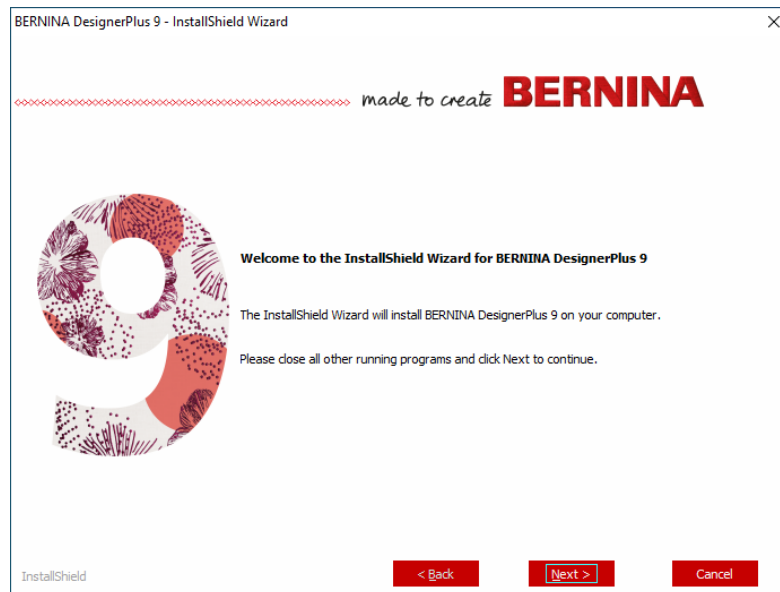 BERNINA DesignerPlus 9 - InstallShield Wizard
made to create BERNINA
9
Welcome to the InstallShield Wizard for BERNINA DesignerPlus 9
The InstallShield Wizard will install BERNINA DesignerPlus 9 on your computer.
Please close all other running programs and click Next to continue.
InstallShield
< Back Next > Cancel